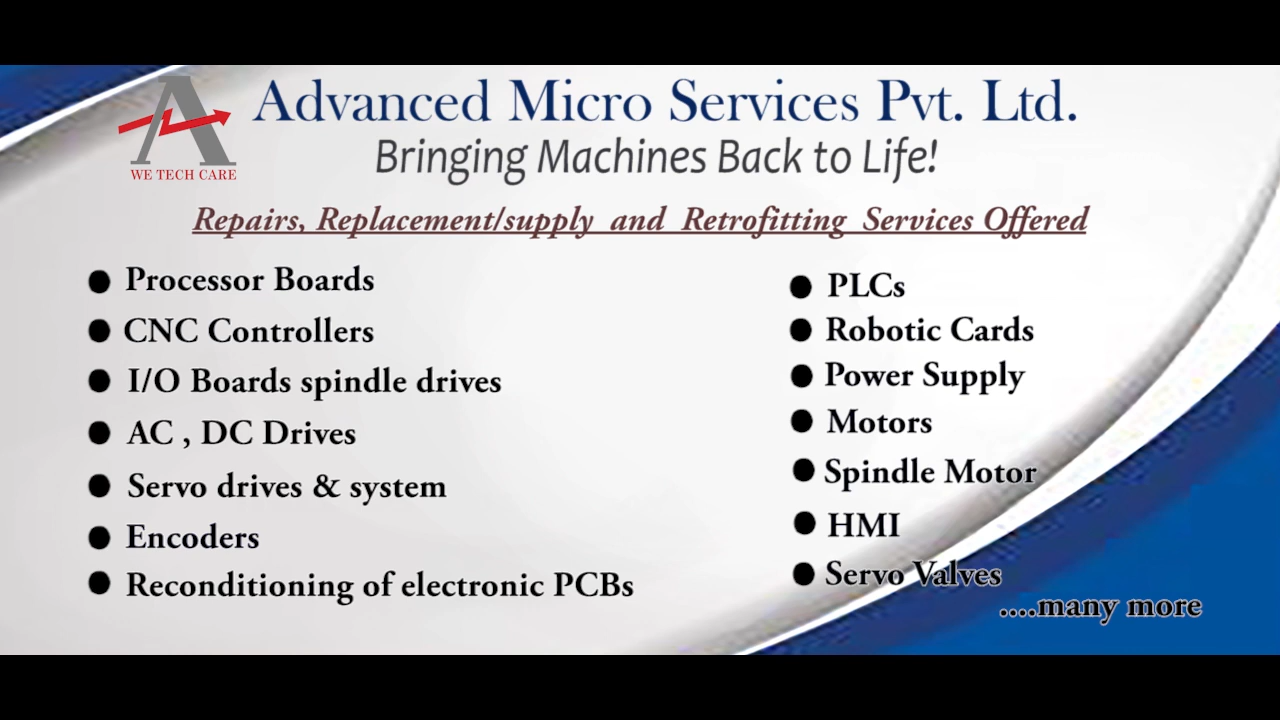 Advanced Micro Services Pvt. Ltd.
WE TECH CARE
Bringing Machines Back to Life!
Repairs, Replacement/supply and Retrofitting Services Offered
Processor Boards
CNC Controllers
I/O Boards spindle drives
AC , DC Drives
Servo drives & system
Encoders
Reconditioning of electronic PCBs
PLCs
Robotic Cards
Power Supply
Motors
Spindle Motor
HMI
Servo Valves
....many more